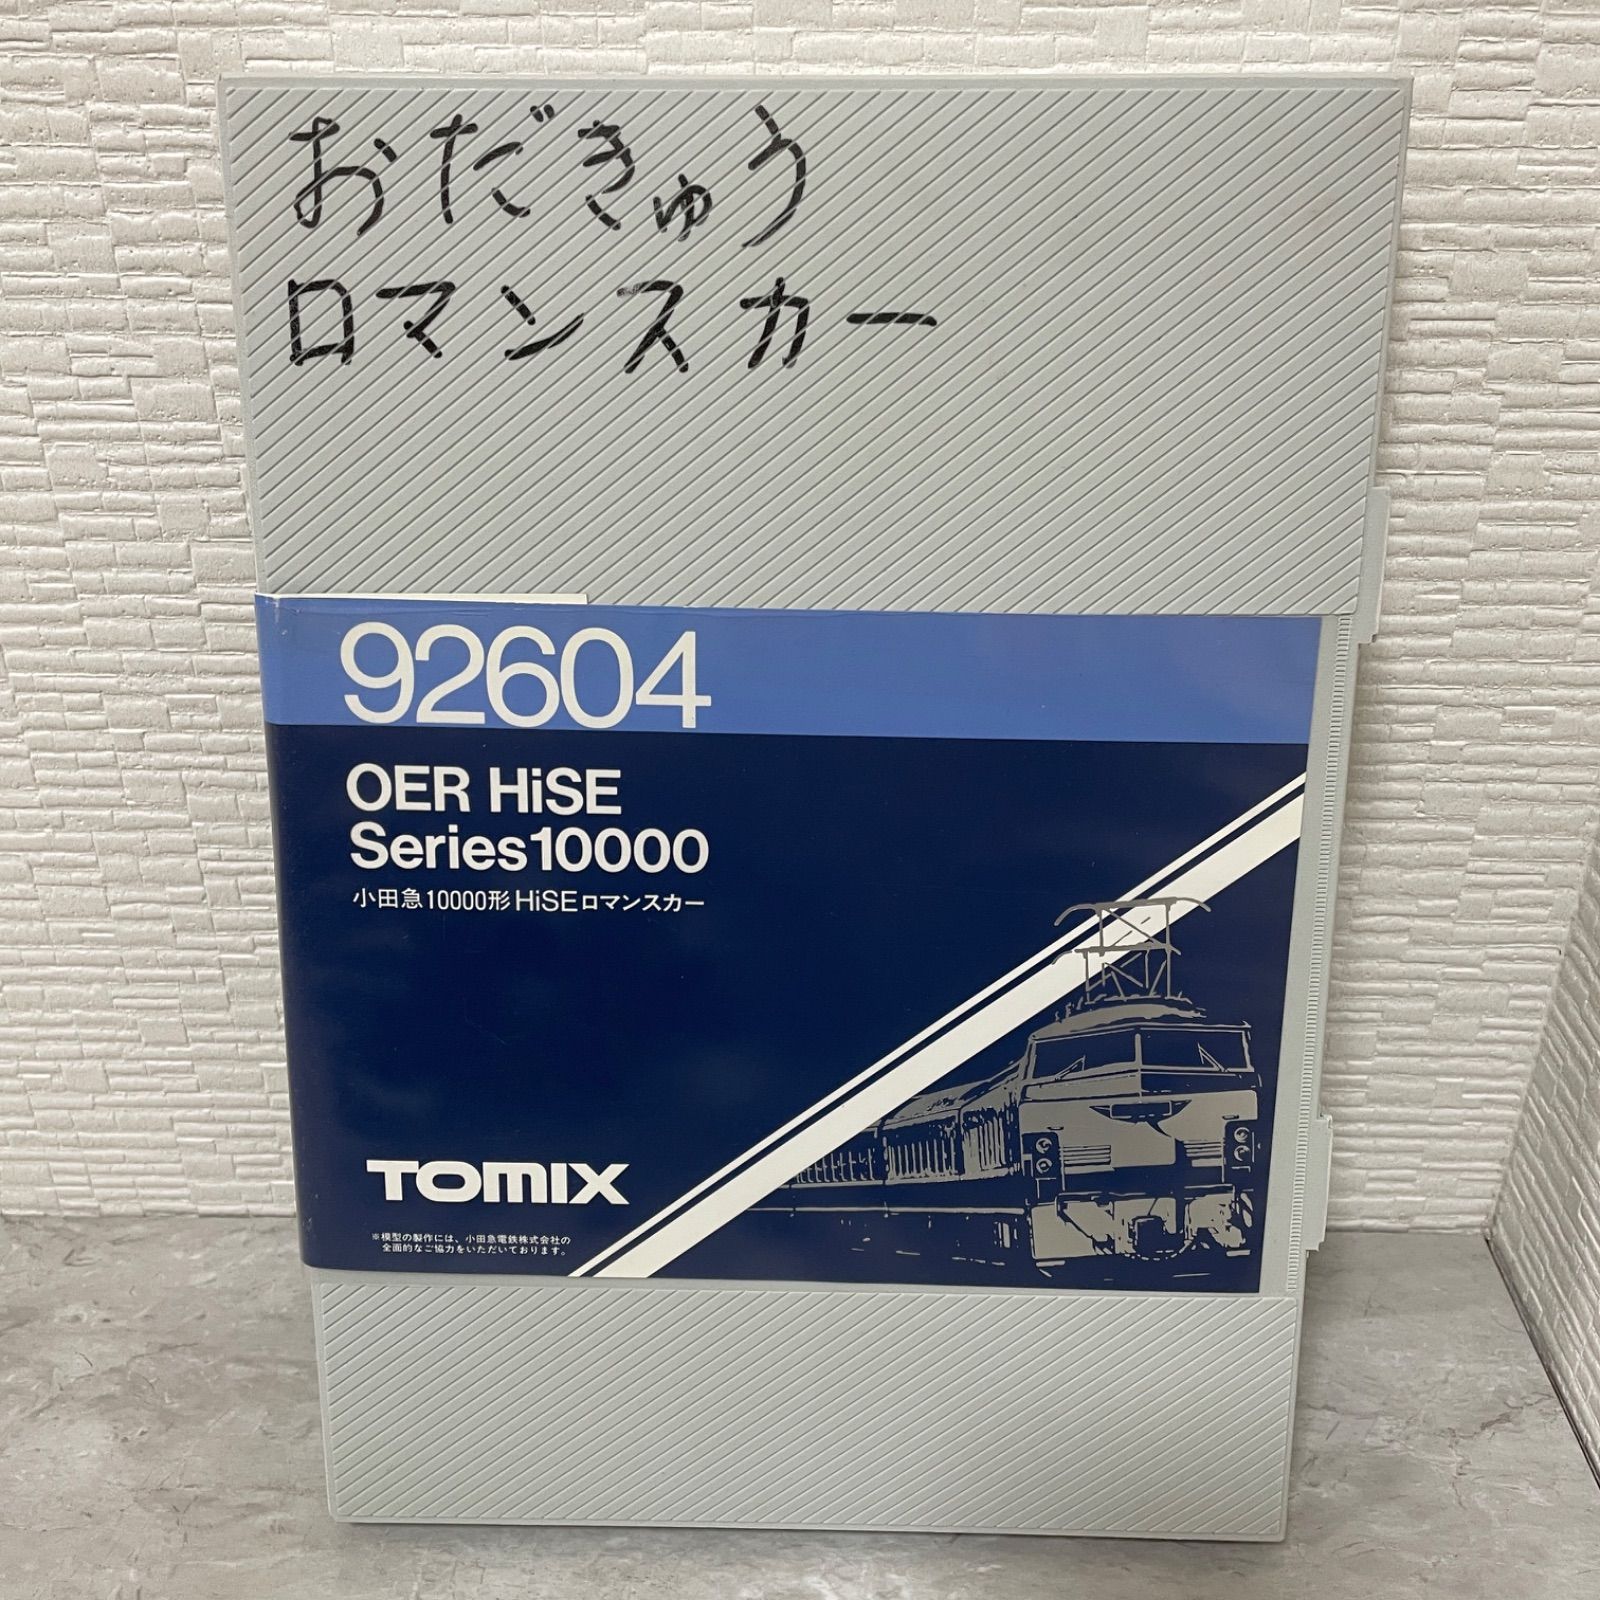 おだきゅう
ロマンスカー
92604
OER HiSE
Series10000
小田急10000形HiSEロマンスカー
TOMIX
※模型の製作には、小田急電鉄株式会社の
全面的なご協力をいただいております。